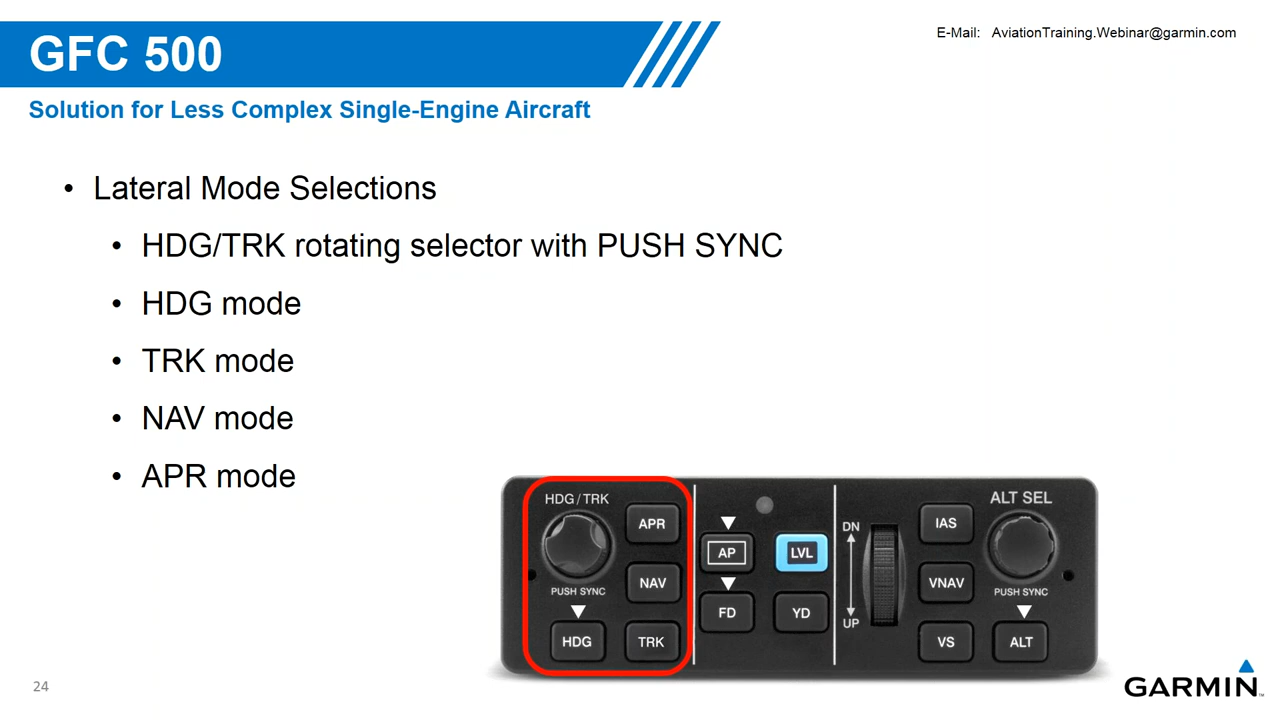 GFC 500
E-Mail: AviationTraining.Webinar@garmin.com
Solution for Less Complex Single-Engine Aircraft
• Lateral Mode Selections
• HDG/TRK rotating selector with PUSH SYNC
• HDG mode
• TRK mode
• NAV mode
• APR mode
HDG/TRK
APR
PUSH SYNC
NAV
HDG
TRK
AP
LVL
FD
YD
DN
UP
IAS
ALT SEL
VNAV
PUSH SYNC
VS
ALT
24
GARMIN™